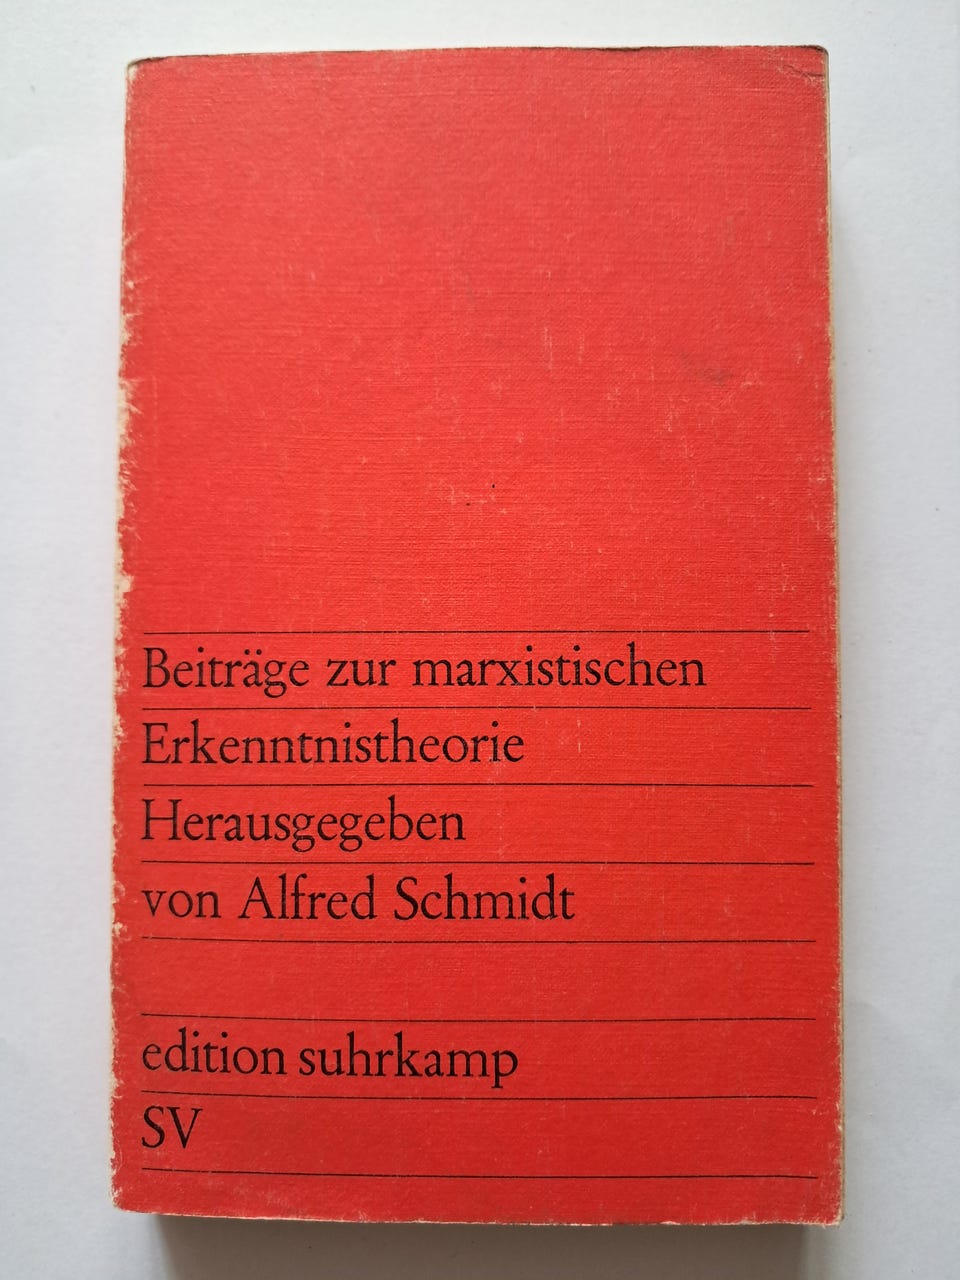 Beiträge zur marxistischen
Erkenntnistheorie
Herausgegeben
von Alfred Schmidt
edition suhrkamp
SV